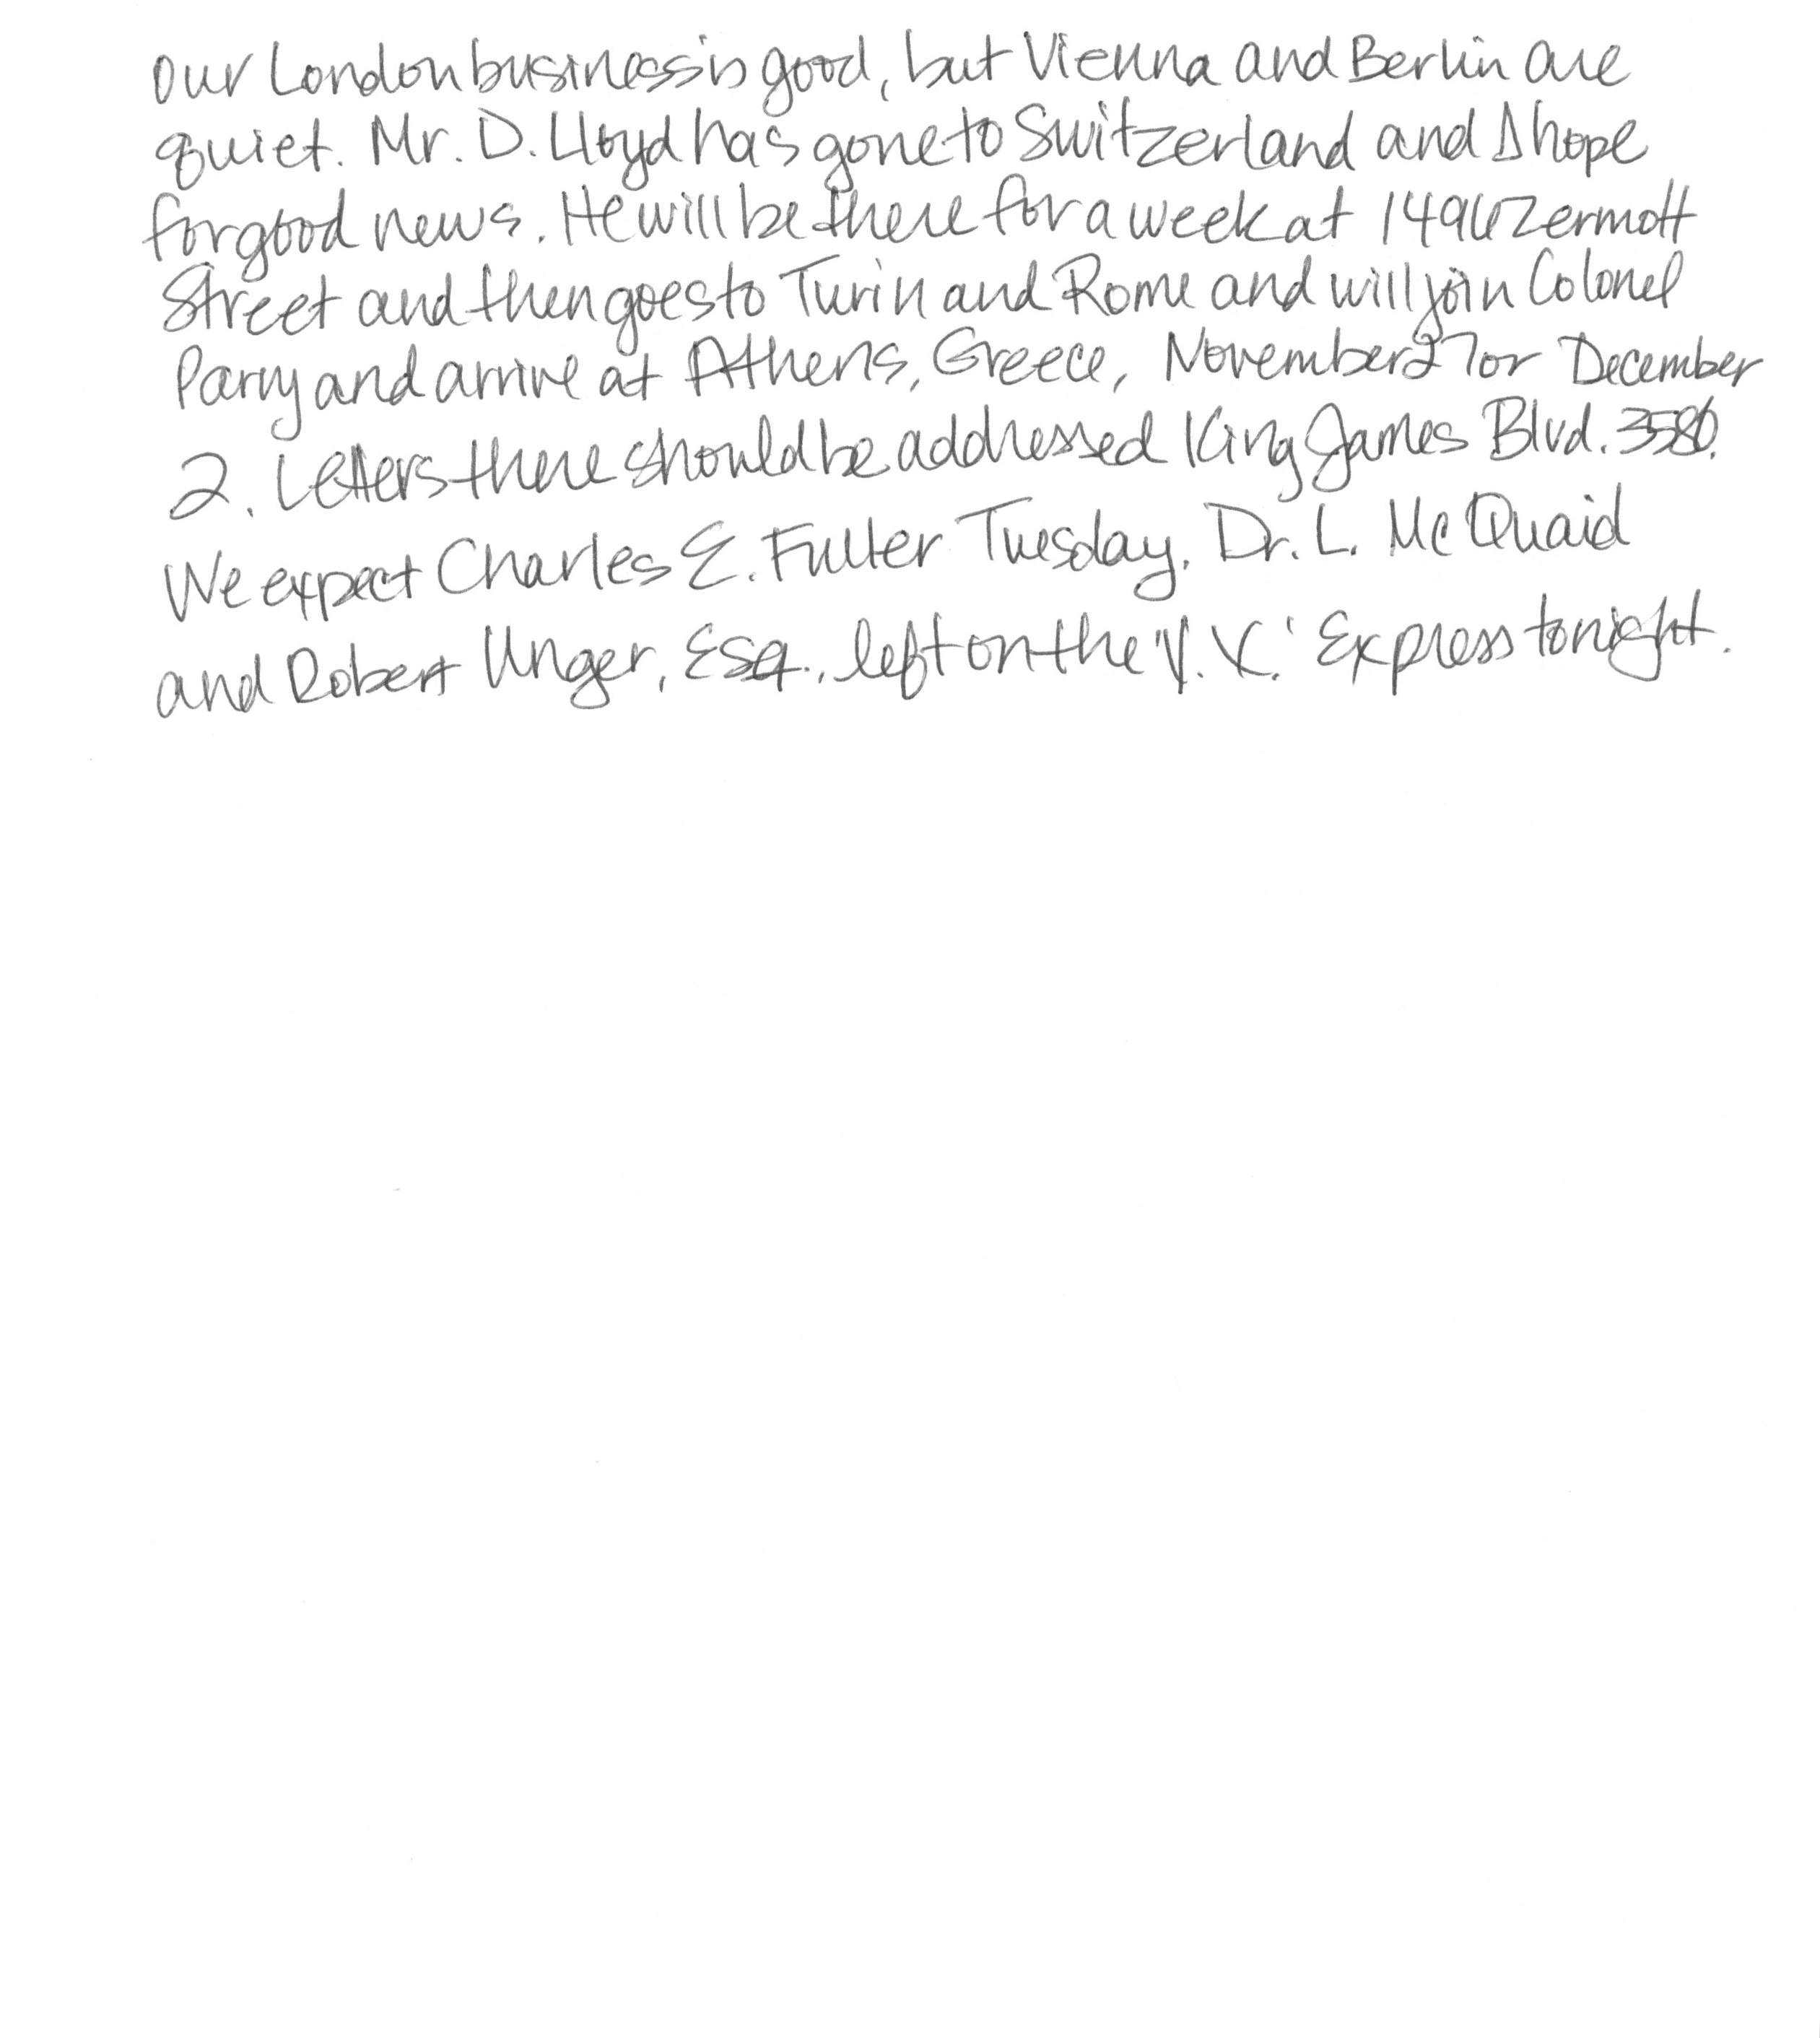 Our London business is good, but Vienna and Berlin are
quiet. Mr. D. Lloyd has gone to Switzerland and I hope
for good news. He will be there for a week at 1496 Zermott
Street and then goes to Turin and Rome and will join Colonel
Parry and arrive at Athens, Greece, November 27 or December
2. Letters there should be addressed King James Blvd. 3580.
We expect Charles E. Fuller Tuesday. Dr. L. McQuaid
and Robert Unger, Esq., left on the 'Y. X.' Express tonight.